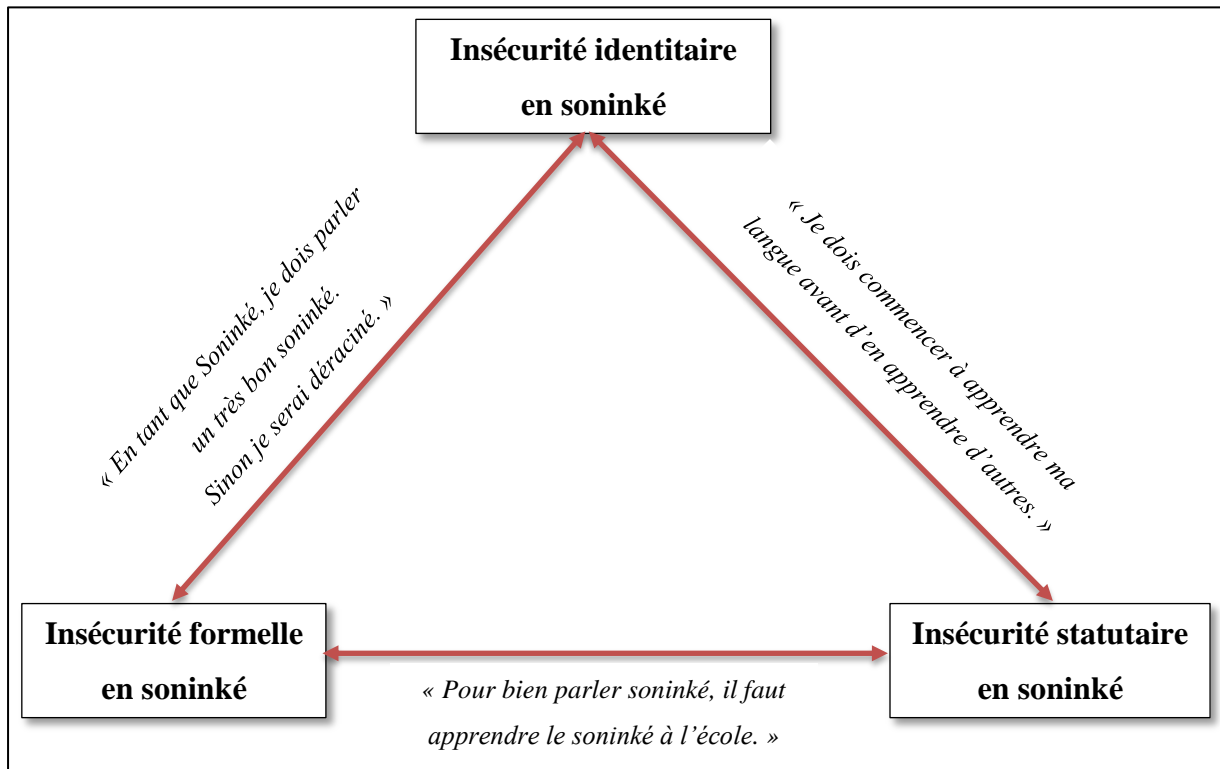 Insécurité identitaire
en soninké
« En tant que Soninké, je dois parler
un très bon soninké.
Sinon je serai déraciné. »
« Je dois commencer à apprendre ma
langue avant d’en apprendre d’autres. »
Insécurité formelle
en soninké
« Pour bien parler soninké, il faut
apprendre le soninké à l’école. »
Insécurité statutaire
en soninké